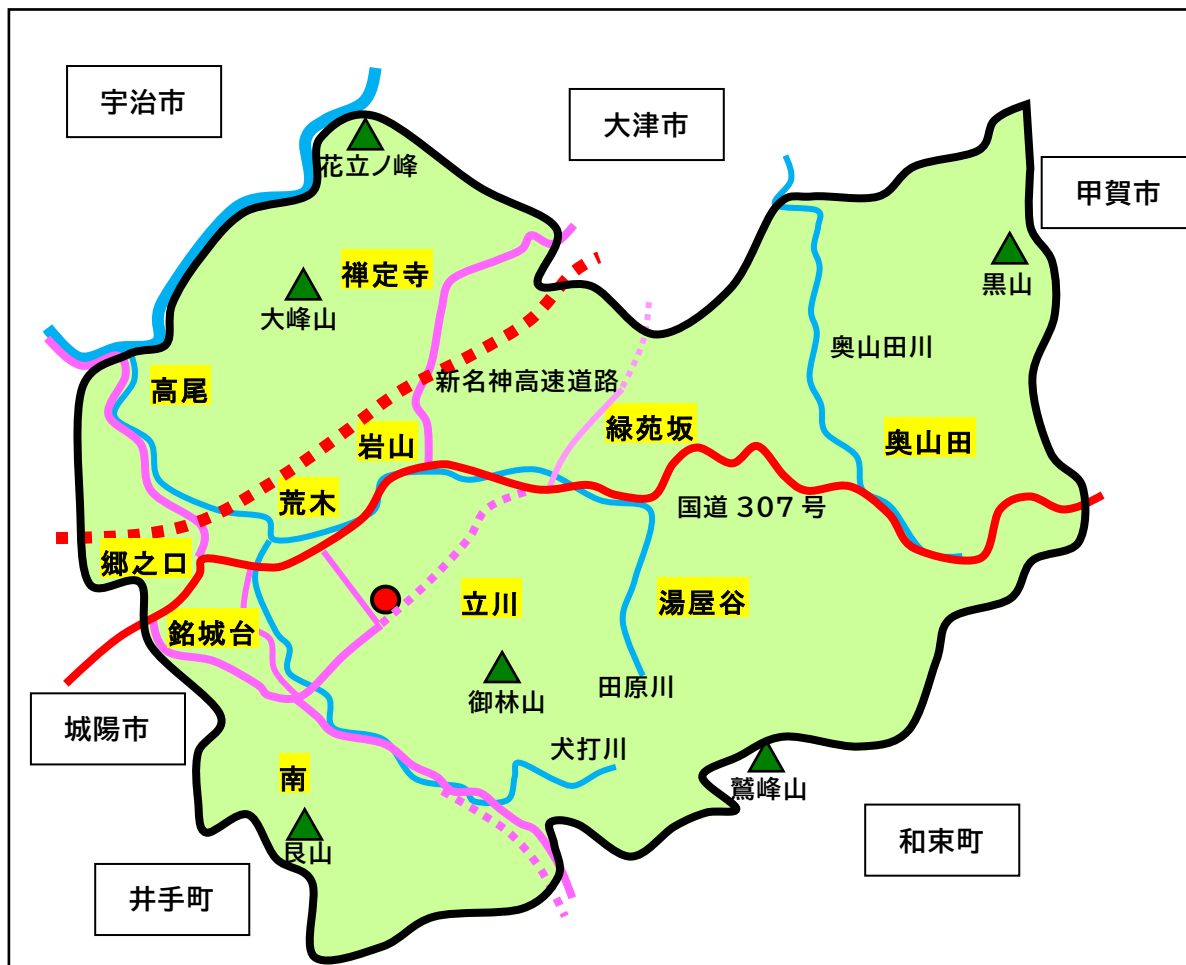 宇治市
大津市
花立ノ峰
甲賀市
禅定寺
黒山
大峰山
奥山田川
高尾
新名神高速道路
緑苑坂
岩山
奥山田
荒木
国道 307 号
郷之口
立川
湯屋谷
銘城台
田原川
御林山
城陽市
犬打川
南
鷲峰山
艮山
和束町
井手町